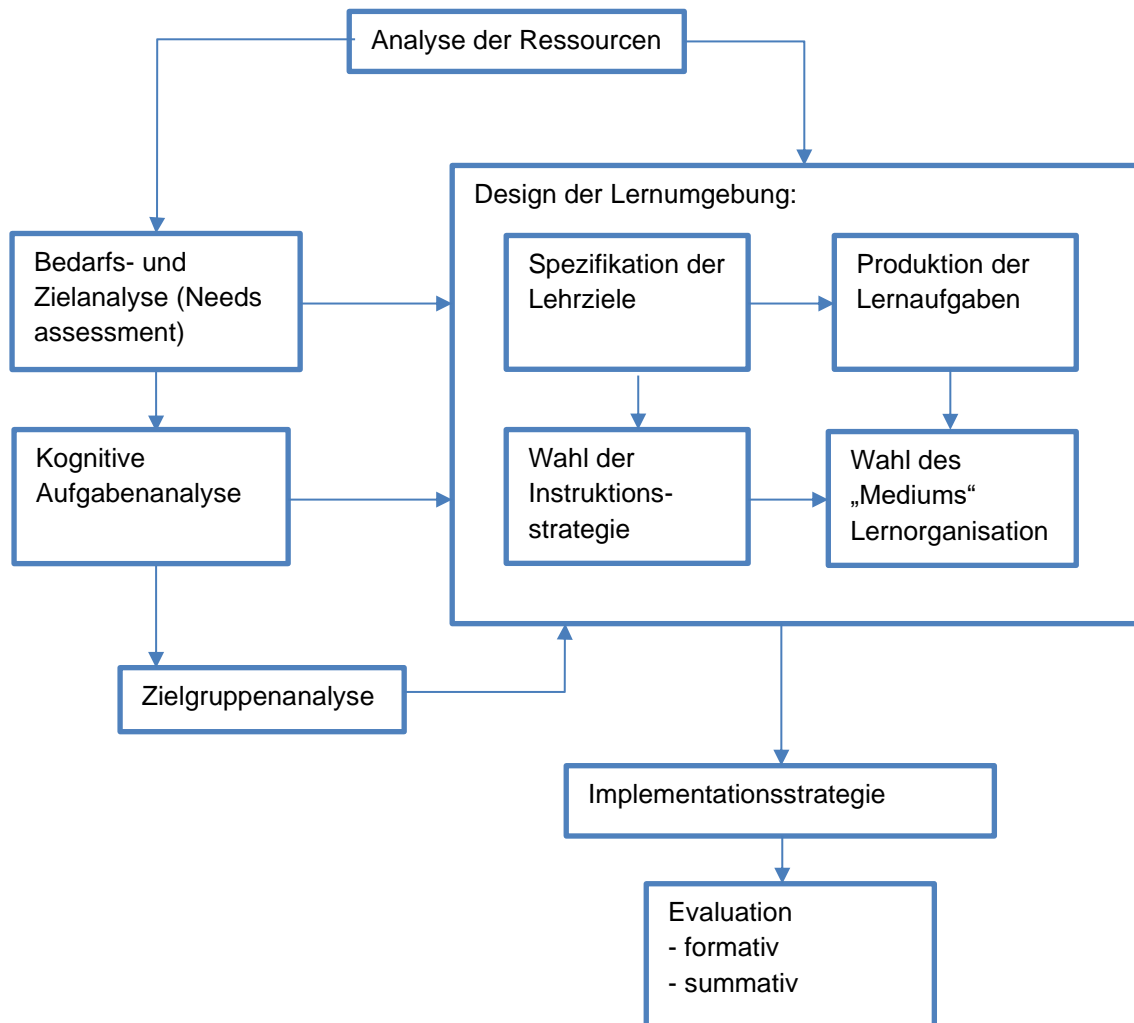 Analyse der Ressourcen
Design der Lernumgebung:
Bedarfs- und
Zielanalyse (Needs
assessment)
Spezifikation der
Lehrziele
Produktion der
Lernaufgaben
Kognitive
Aufgabenanalyse
Wahl der
Instruktions-
strategie
Wahl des
„Mediums“
Lernorganisation
Zielgruppenanalyse
Implementationsstrategie
Evaluation
- formativ
- summativ